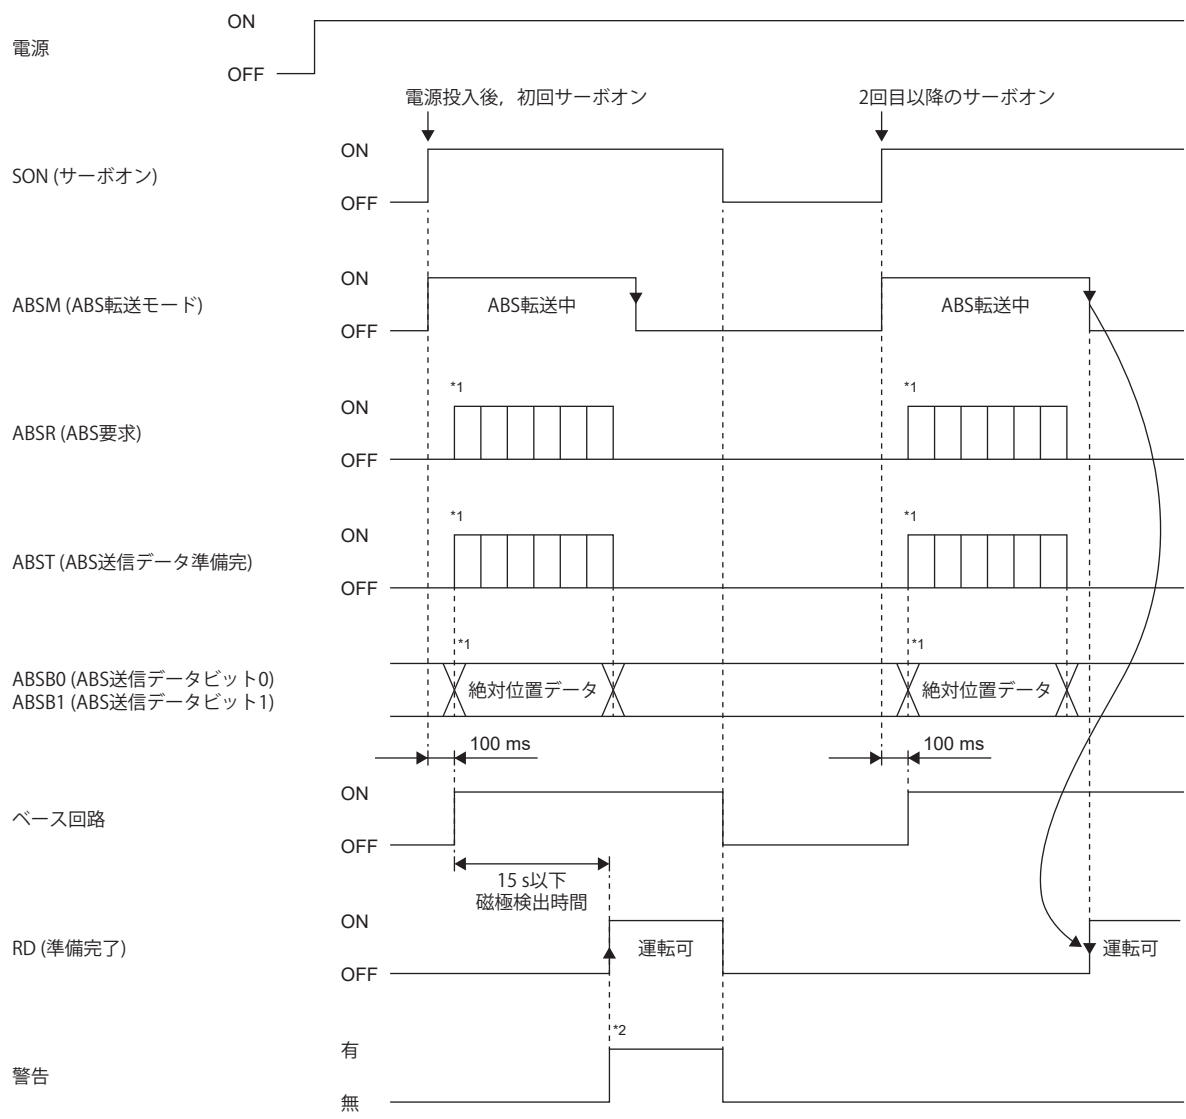 ON
電源
OFF
電源投入後，初回サーボオン
2回目以降のサーボオン
ON
SON (サーボオン)
OFF
ON
ABSM (ABS転送モード)
ABS転送中
ABS転送中
OFF
*1
*1
ON
ABSR (ABS要求)
OFF
*1
*1
ON
ABST (ABS送信データ準備完)
OFF
*1
*1
ABSB0 (ABS送信データビット0)
ABSB1 (ABS送信データビット1)
絶対位置データ
絶対位置データ
100 ms
100 ms
ON
ベース回路
OFF
15 s以下
磁極検出時間
ON
RD (準備完了)
運転可
運転可
OFF
*2
有
警告
無